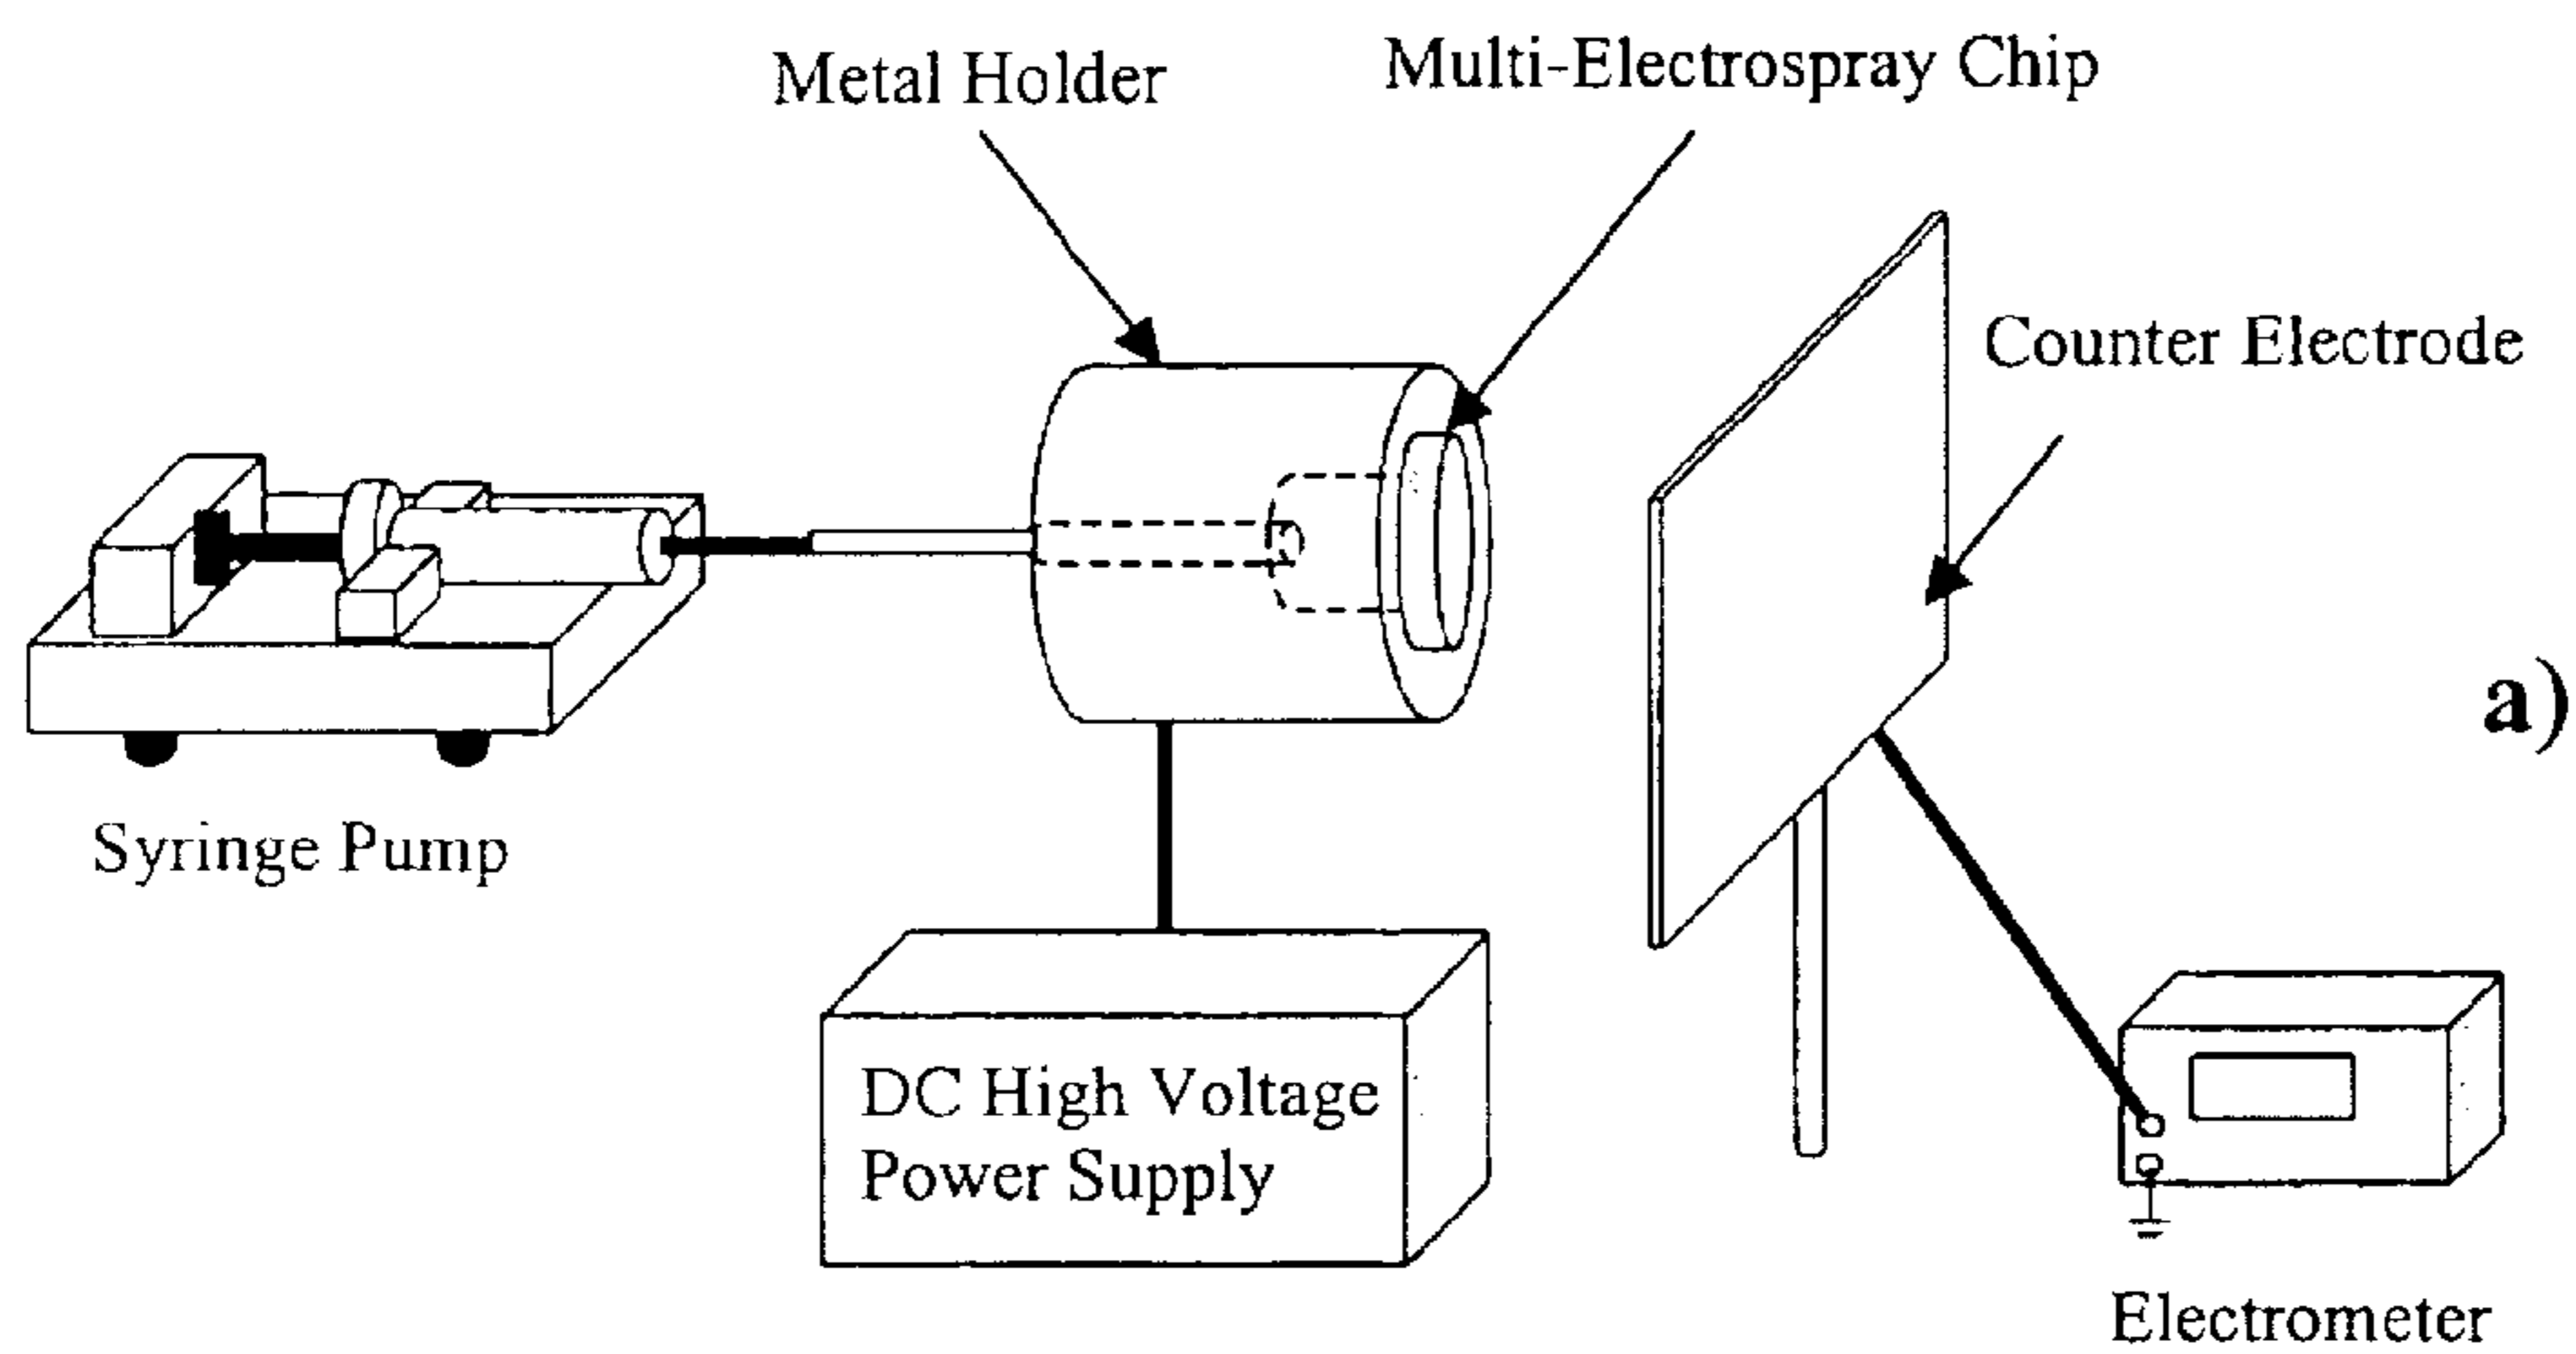 Metal Holder
Multi-Electrospray Chip
Counter Electrode
a)
Syringe Pump
DC High Voltage
Power Supply
Electrometer